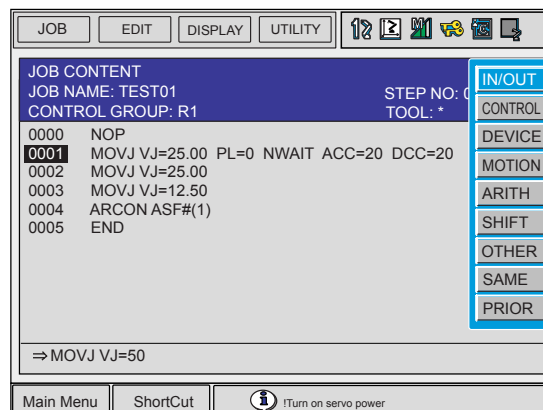 JOB EDIT DISPLAY UTILITY
JOB CONTENT
JOB NAME: TEST01 STEP NO: 0
CONTROL GROUP: R1 TOOL: *
0000 NOP
0001 MOVJ VJ=25.00 PL=0 NWAIT ACC=20 DCC=20
0002 MOVJ VJ=25.00
0003 MOVJ VJ=12.50
0004 ARCON ASF#(1)
0005 END
IN/OUT
CONTROL
DEVICE
MOTION
ARITH
SHIFT
OTHER
SAME
PRIOR
⇒ MOVJ VJ=50
Main Menu ShortCut !Turn on servo power